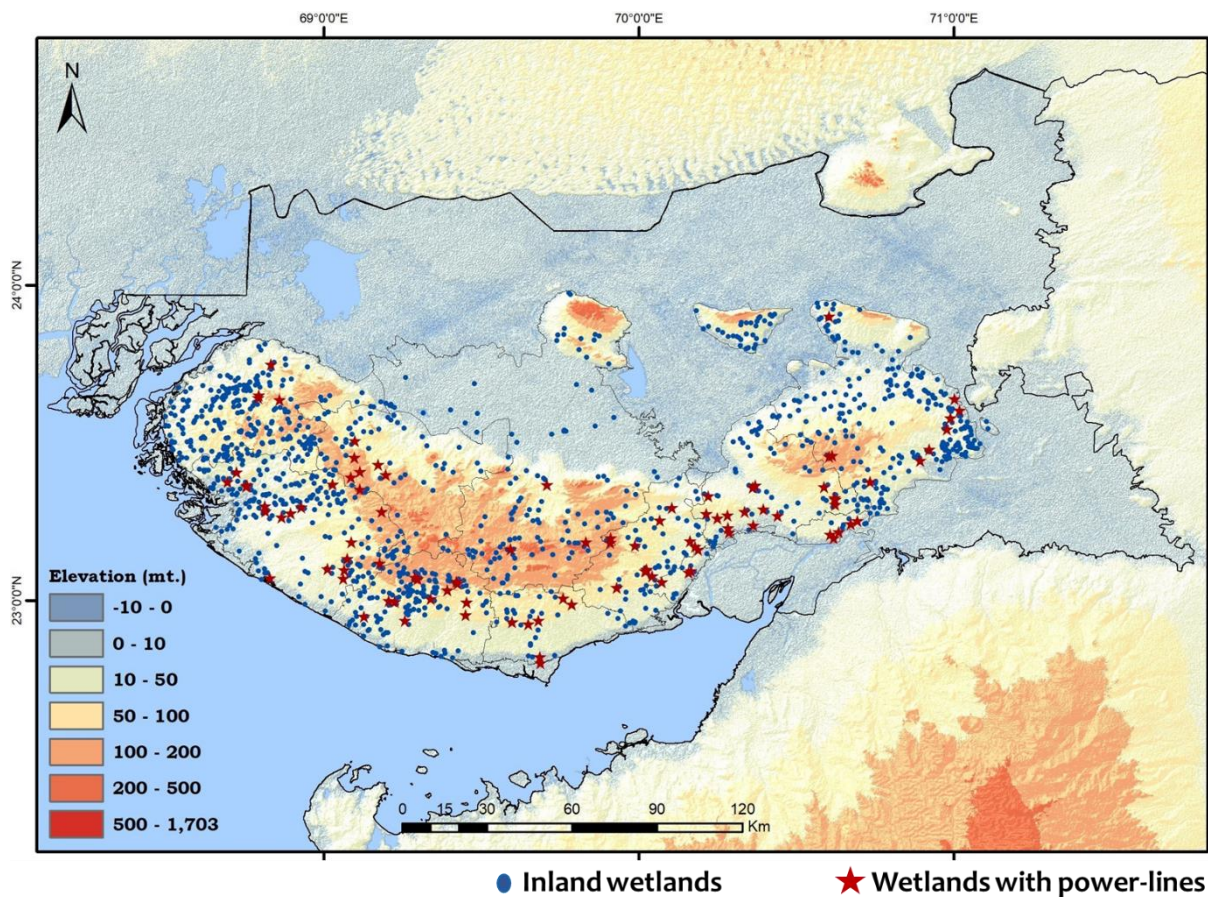 69°0'0"E 70°0'0"E 71°0'0"E
N
24°0'0"N
23°0'0"N
Elevation (mt.)
-10 - 0
0 - 10
10 - 50
50 - 100
100 - 200
200 - 500
500 - 1,703
0 15 30 60 90 120
Km
Inland wetlands
Wetlands with power-lines